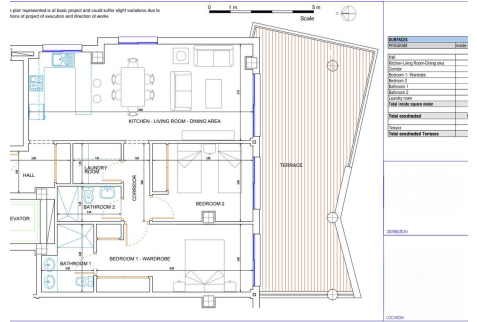 plan represented is of basic project and could suffer slight variations due to
tions of project of execution and direction of works
0 1 m 5 m
Scale
KITCHEN - LIVING ROOM - DINING AREA
HALL
LAUNDRY
ROOM
CORRIDOR
BATHROOM 2
BEDROOM 2
TERRACE
EVATOR
BATHROOM 1
BEDROOM 1 - WARDROBE
SURFACES
PROGRAM
Hall
Kitchen-Living Room-Dining area
Corridor
Bedroom 1- Wardrobe
Bedroom 2
Bathroom 1
Bathroom 2
Laundry room
Total inside square meter
Total constructed
Terrace
Total constructed Terrace
DISTRIBUTION
LOCATION